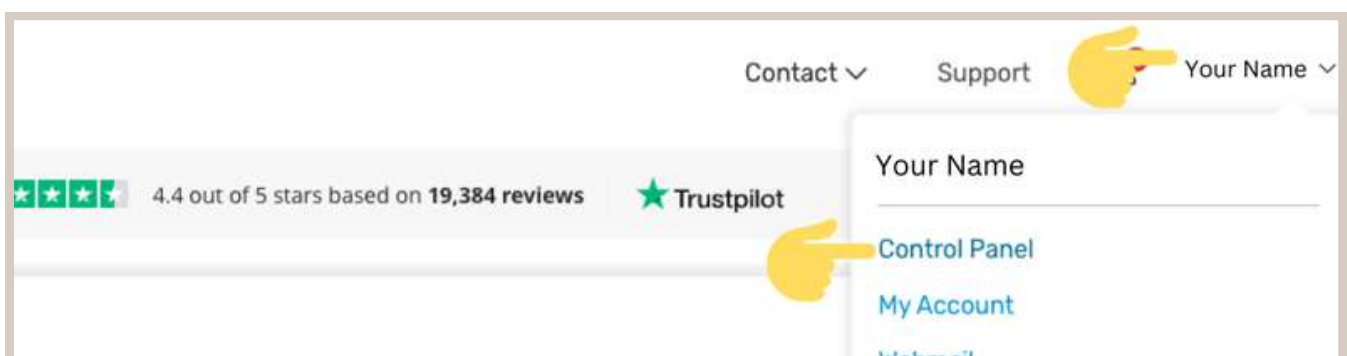 Contact Support Your Name
Your Name
4.4 out of 5 stars based on 19,384 reviews Trustpilot
Control Panel
My Account